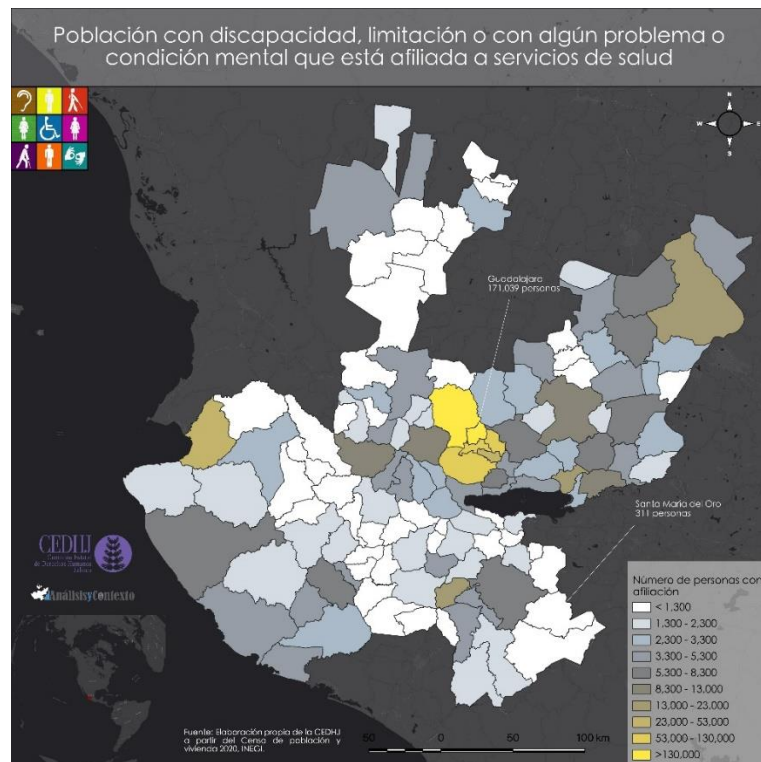 Población con discapacidad, limitación o con algún problema o
condición mental que está afiliada a servicios de salud
N
W
E
S
Guadalajara
171,039 personas
Santa María del Oro
311 personas
CEDHJ
Análisis y Contexto
Número de personas con
afiliación
< 1,300
1,300 - 2,300
2,300 - 3,300
3,300 - 5,300
5,300 - 8,300
8,300 - 13,000
13,000 - 23,000
23,000 - 53,000
53,000 - 130,000
>130,000
Fuente: Elaboración propia de la CEDHJ
a partir del Censo de población y
vivienda 2020, INEGI.
50 0 50 100 km